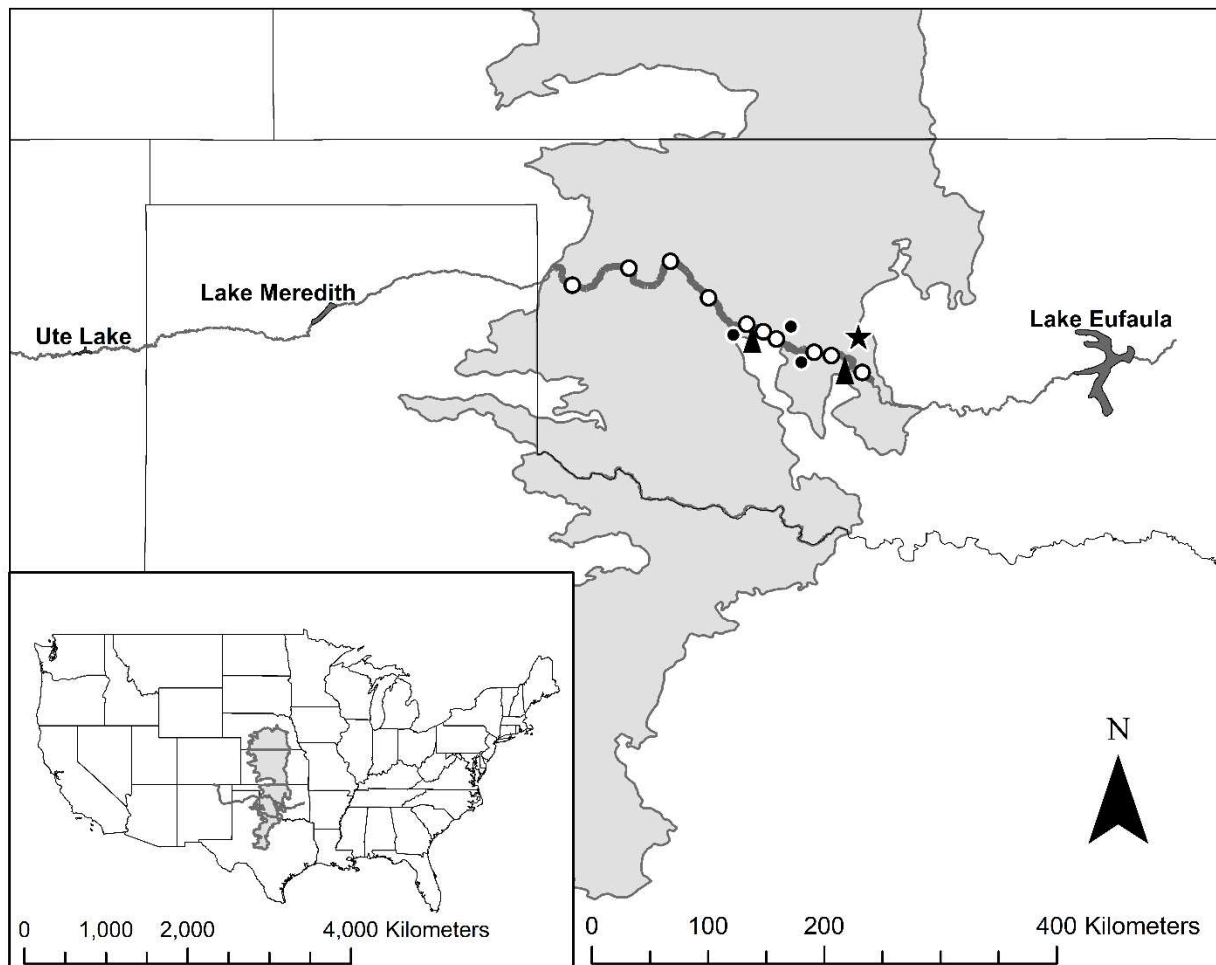 Lake Meredith
Ute Lake
Lake Eufaula
N
0 1,000 2,000 4,000 Kilometers
0 100 200 400 Kilometers